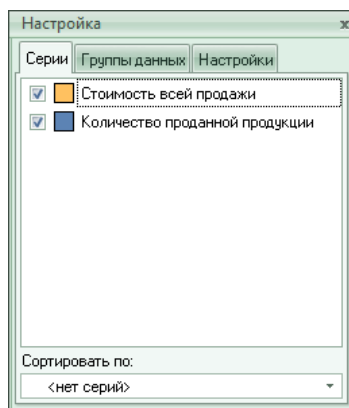 Настройка x
Серии Группы данных Настройки
Стоимость всей продажи
Количество проданной продукции
Сортировать по:
<нет серий>